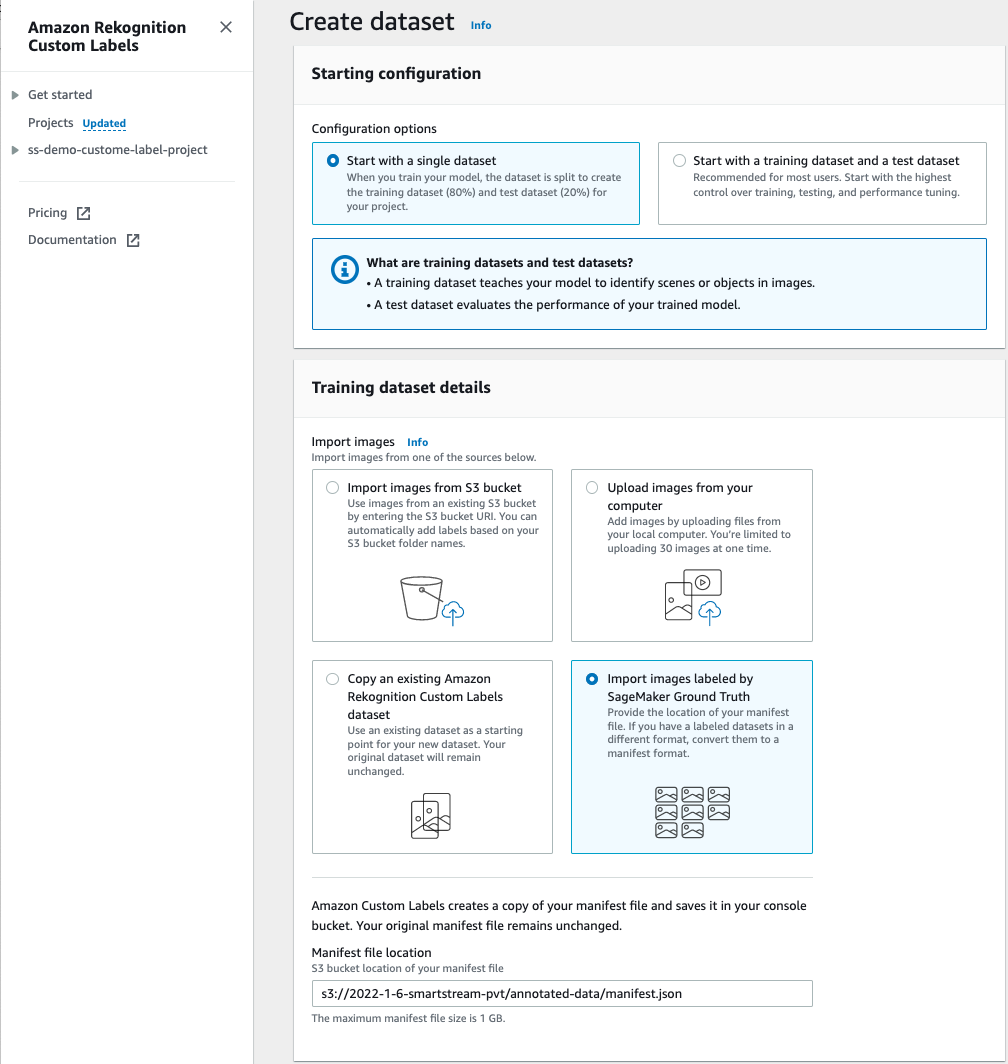 Amazon Rekognition
Custom Labels
Get started
Projects Updated
ss-demo-custome-label-project
Pricing
Documentation
Create dataset Info
Starting configuration
Configuration options
Start with a single dataset
When you train your model, the dataset is split to create
the training dataset (80%) and test dataset (20%) for
your project.
Start with a training dataset and a test dataset
Recommended for most users. Start with the highest
control over training, testing, and performance tuning.
What are training datasets and test datasets?
• A training dataset teaches your model to identify scenes or objects in images.
• A test dataset evaluates the performance of your trained model.
Training dataset details
Import images Info
Import images from one of the sources below.
Import images from S3 bucket
Use images from an existing S3 bucket
by entering the S3 bucket URI. You can
automatically add labels based on your
S3 bucket folder names.
Upload images from your
computer
Add images by uploading files from
your local computer. You're limited to
uploading 30 images at one time.
Copy an existing Amazon
Rekognition Custom Labels
dataset
Use an existing dataset as a starting
point for your new dataset. Your
original dataset will remain
unchanged.
Import images labeled by
SageMaker Ground Truth
Provide the location of your manifest
file. If you have a labeled datasets in a
different format, convert them to a
manifest format.
Amazon Custom Labels creates a copy of your manifest file and saves it in your console
bucket. Your original manifest file remains unchanged.
Manifest file location
S3 bucket location of your manifest file
s3://2022-1-6-smartstream-pvt/annotated-data/manifest.json
The maximum manifest file size is 1 GB.